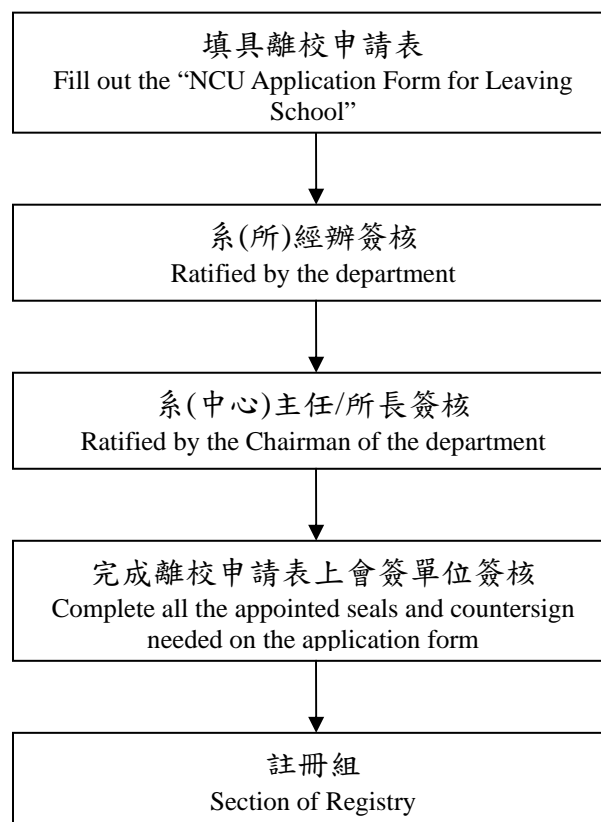 填具離校申請表
Fill out the “NCU Application Form for Leaving
School”
系(所)經辦簽核
Ratified by the department
系(中心)主任/所長簽核
Ratified by the Chairman of the department
完成離校申請表上會簽單位簽核
Complete all the appointed seals and countersign
needed on the application form
註冊組
Section of Registry